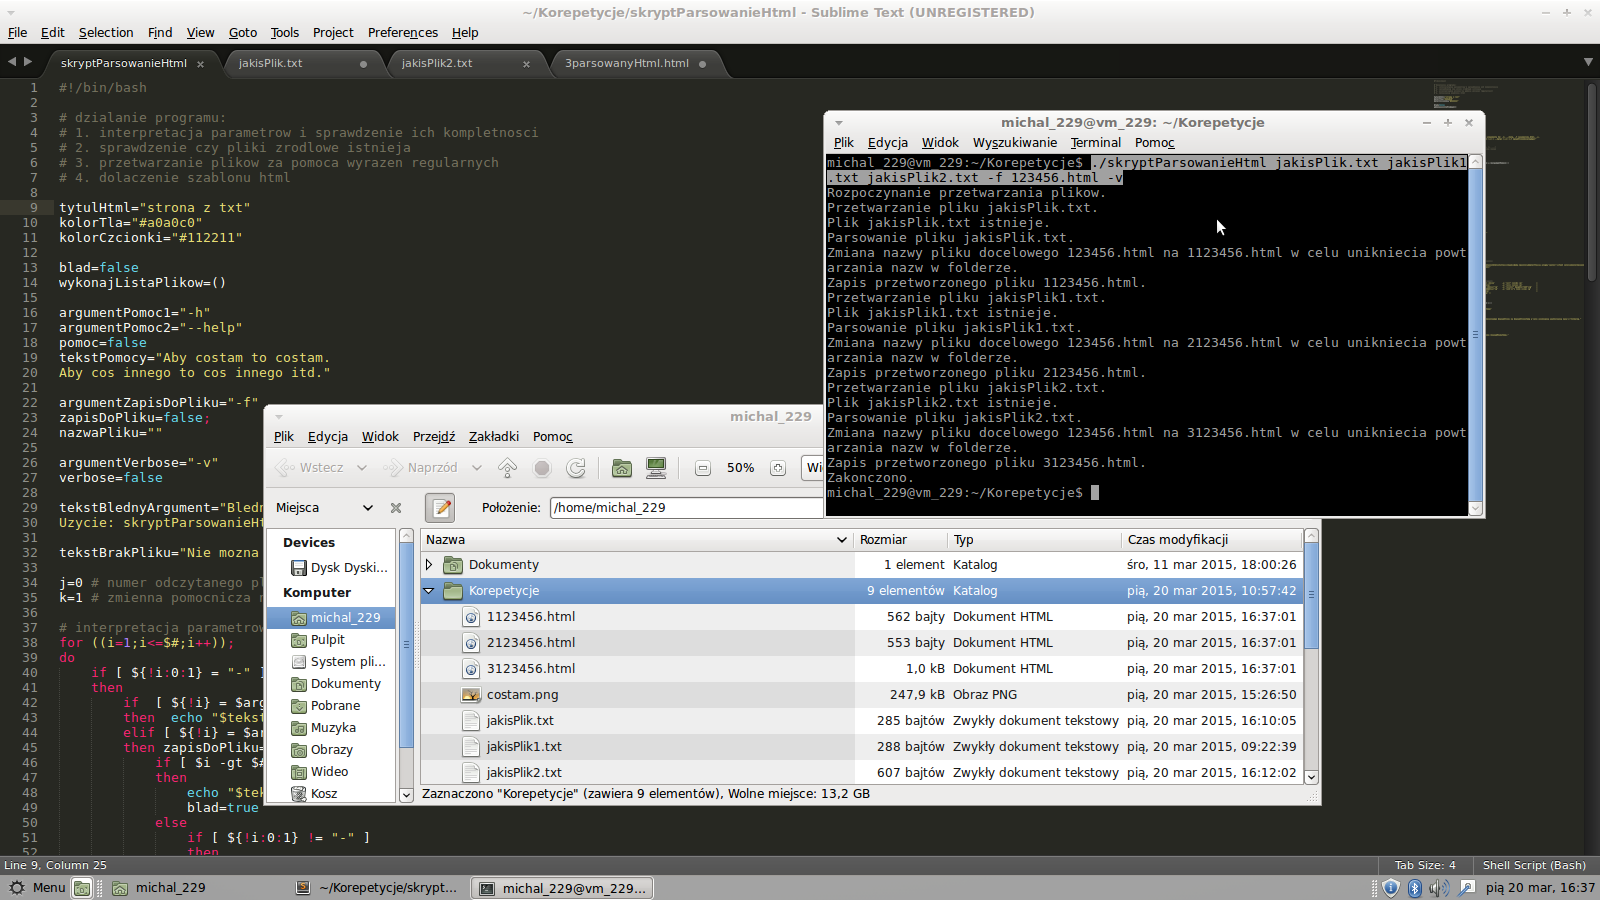 ~/Korepetycje/skryptParsowanieHtml - Sublime Text (UNREGISTERED)
File Edit Selection Find View Goto Tools Project Preferences Help
skryptParsowanieHtml × jakisPlik.txt jakisPlik2.txt × 3parsowanyHtml.html
1 #!/bin/bash
2
3 # dzialanie programu:
4 # 1. interpretacja parametrow i sprawdzenie ich kompletnosci
5 # 2. sprawdzenie czy pliki zrodlowe istnieja
6 # 3. przetwarzanie plikow za pomoca wyrazen regularnych
7 # 4. dolaczenie szablonu html
8
9 tytulHtml="strona z txt"
10 kolorTla="#a0a0c0"
11 kolorCzcionki="#112211"
12
13 blad=false
14 wykonajListaPlikow=()
15
16 argumentPomoc1="-h"
17 argumentPomoc2="--help"
18 pomoc=false
19 tekstPomocy="Aby costam to costam.
20 Aby cos innego to cos innego itd."
21
22 argumentZapisDoPliku="-f"
23 zapisDoPliku=false;
24 nazwaPliku=""
25
26 argumentVerbose="-v"
27 verbose=false
28
29 tekstBlednyArgument="Bledn
30 Uzycie: skryptParsowanieHt
31
32 tekstBrakPliku="Nie mozna
33
34 j=0 # numer odczytanego pl
35 k=1 # zmienna pomocnicza n
36
37 # interpretacja parametrow
38 for ((i=1;i<=$#;i++));
39 do
40 if [ ${!i:0:1} = "-" ]
41 then
42 if [ ${!i} = $arg
43 then echo "$tekst
44 elif [ ${!i} = $ar
45 then zapisDoPliku=
46 if [ $i -gt $#
47 then
48 echo "$tek
49 blad=true
50 else
51 if [ ${!i:0:1} != "-" ]
52 then
Line 9, Column 25
Tab Size: 4 Shell Script (Bash)
michal_229@vm_229: ~/Korepetycje
Plik Edycja Widok Wyszukiwanie Terminal Pomoc
michal_229@vm_229:~/Korepetycje$ ./skryptParsowanieHtml jakisPlik.txt jakisPlik1
.txt jakisPlik2.txt -f 123456.html -v
Rozpoczynanie przetwarzania plikow.
Przetwarzanie pliku jakisPlik.txt.
Plik jakisPlik.txt istnieje.
Parsowanie pliku jakisPlik.txt.
Zmiana nazwy pliku docelowego 123456.html na 1123456.html w celu unikniecia powt
arzania nazw w folderze.
Zapis przetworzonego pliku 1123456.html.
Przetwarzanie pliku jakisPlik1.txt.
Plik jakisPlik1.txt istnieje.
Parsowanie pliku jakisPlik1.txt.
Zmiana nazwy pliku docelowego 123456.html na 2123456.html w celu unikniecia powt
arzania nazw w folderze.
Zapis przetworzonego pliku 2123456.html.
Przetwarzanie pliku jakisPlik2.txt.
Plik jakisPlik2.txt istnieje.
Parsowanie pliku jakisPlik2.txt.
Zmiana nazwy pliku docelowego 123456.html na 3123456.html w celu unikniecia powt
arzania nazw w folderze.
Zapis przetworzonego pliku 3123456.html.
Zakonczono.
michal_229@vm_229:~/Korepetycje$
michal_229
Plik Edycja Widok Przejdź Zakładki Pomoc
Wstecz Naprzód 50% Wi
Miejsca Położenie: /home/michal_229
Devices
Dysk Dyski...
Komputer
michal_229
Pulpit
System pli...
Dokumenty
Pobrane
Muzyka
Obrazy
Wideo
Kosz
Nazwa Rozmiar Typ Czas modyfikacji
Dokumenty 1 element Katalog śro, 11 mar 2015, 18:00:26
Korepetycje 9 elementów Katalog pią, 20 mar 2015, 10:57:42
1123456.html 562 bajty Dokument HTML pią, 20 mar 2015, 16:37:01
2123456.html 553 bajty Dokument HTML pią, 20 mar 2015, 16:37:01
3123456.html 1,0 kB Dokument HTML pią, 20 mar 2015, 16:37:01
costam.png 247,9 kB Obraz PNG pią, 20 mar 2015, 15:26:50
jakisPlik.txt 285 bajtów Zwykły dokument tekstowy pią, 20 mar 2015, 16:10:05
jakisPlik1.txt 288 bajtów Zwykły dokument tekstowy pią, 20 mar 2015, 09:22:39
jakisPlik2.txt 607 bajtów Zwykły dokument tekstowy pią, 20 mar 2015, 16:12:02
Zaznaczono "Korepetycje" (zawiera 9 elementów), Wolne miejsce: 13,2 GB
Menu michal_229 ~/Korepetycje/skrypt... michal_229@vm_229... pią 20 mar, 16:37